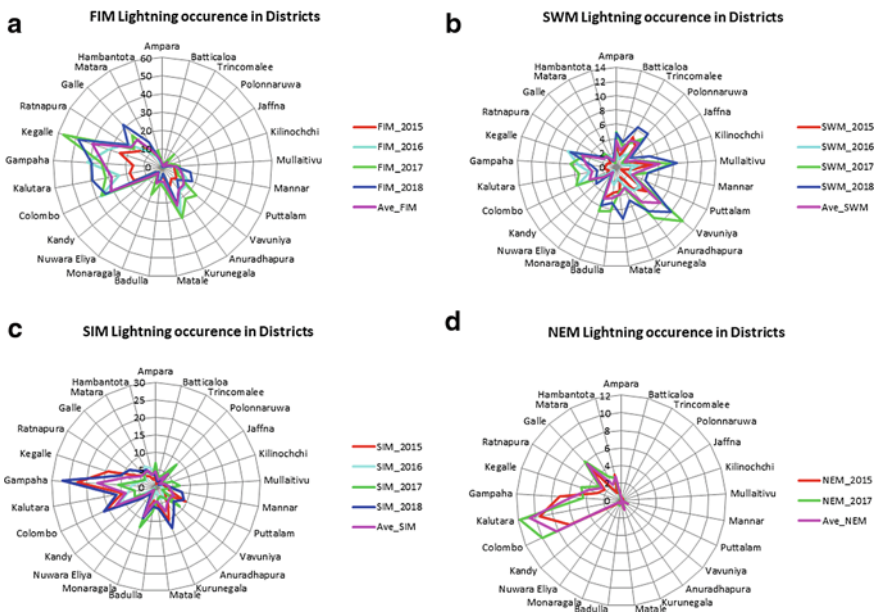 a
FIM Lightning occurence in Districts
Ampara
Batticaloa
Trincomalee
Polonnaruwa
Jaffna
Kilinochchi
Mullaitivu
Mannar
Puttalam
Vavuniya
Anuradhapura
Kurunegala
Matale
Badulla
Monaragala
Nuwara Eliya
Kandy
Colombo
Kalutara
Gampaha
Kegalle
Ratnapura
Galle
Matara
Hambantota
60
50
40
30
20
10
0
FIM_2015
FIM_2016
FIM_2017
FIM_2018
Ave_FIM
b
SWM Lightning occurence in Districts
Ampara
Batticaloa
Trincomalee
Polonnaruwa
Jaffna
Kilinochchi
Mullaitivu
Mannar
Puttalam
Vavuniya
Anuradhapura
Kurunegala
Matale
Badulla
Monaragala
Nuwara Eliya
Kandy
Colombo
Kalutara
Gampaha
Kegalle
Ratnapura
Galle
Matara
Hambantota
14
12
10
8
6
4
2
0
SWM_2015
SWM_2016
SWM_2017
SWM_2018
Ave_SWM
c
SIM Lightning occurence in Districts
Ampara
Batticaloa
Trincomalee
Polonnaruwa
Jaffna
Kilinochchi
Mullaitivu
Mannar
Puttalam
Vavuniya
Anuradhapura
Kurunegala
Matale
Badulla
Monaragala
Nuwara Eliya
Kandy
Colombo
Kalutara
Gampaha
Kegalle
Ratnapura
Galle
Matara
Hambantota
30
25
20
15
10
5
0
SIM_2015
SIM_2016
SIM_2017
SIM_2018
Ave_SIM
d
NEM Lightning occurence in Districts
Ampara
Batticaloa
Trincomalee
Polonnaruwa
Jaffna
Kilinochchi
Mullaitivu
Mannar
Puttalam
Vavuniya
Anuradhapura
Kurunegala
Matale
Badulla
Monaragala
Nuwara Eliya
Kandy
Colombo
Kalutara
Gampaha
Kegalle
Ratnapura
Galle
Matara
Hambantota
12
10
8
6
4
2
0
NEM_2015
NEM_2017
Ave_NEM